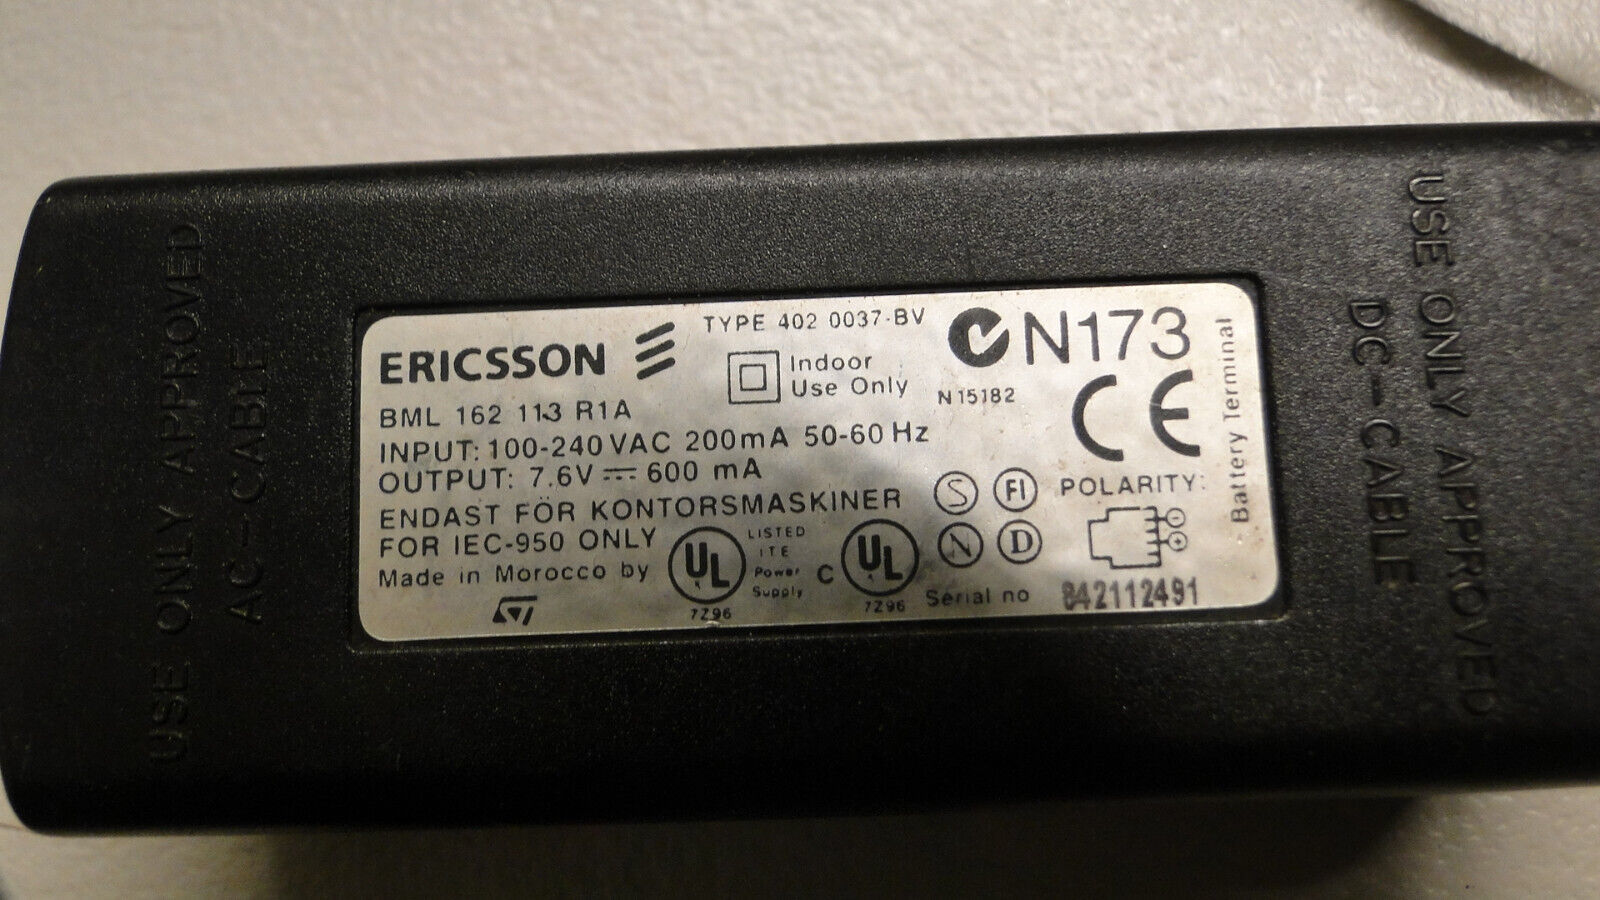 USE ONLY APPROVED
AC-CABLE
ERICSSON
TYPE 402 0037-BV
N173
Indoor
Use Only
N15182
CE
BML 162 113 R1A
INPUT: 100-240 VAC 200mA 50-60 Hz
OUTPUT: 7.6V 600 mA
ENDAST FÖR KONTORSMASKINER
FOR IEC-950 ONLY
Made in Morocco by
ST
UL
7Z96
LISTED
ITE
Power
Supply
C UL
7Z96
S FI
N D
POLARITY:
- +
Serial no 842112491
Battery Terminal
USE ONLY APPROVED
DC-CABLE